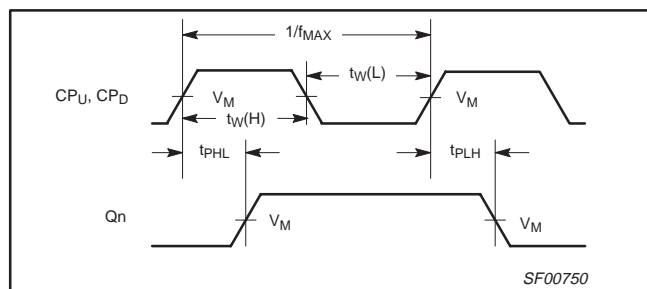 1/fMAX
tW(L)
CPU, CPD
VM
VM
tW(H)
tPHL
tPLH
Qn
VM
VM
SF00750